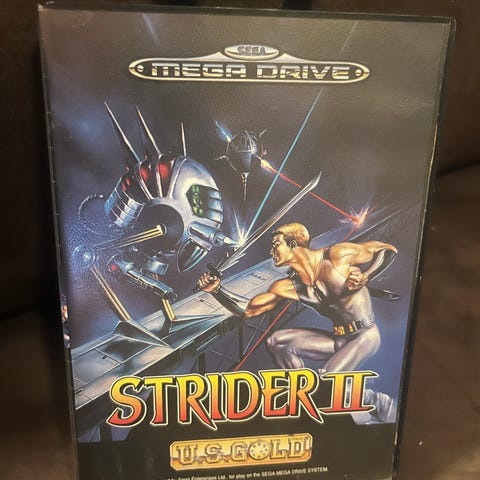 SEGA
MEGA DRIVE
STRIDER II
U.S. GOLD
Sega Enterprises Ltd. for play on the SEGA MEGA DRIVE SYSTEM.